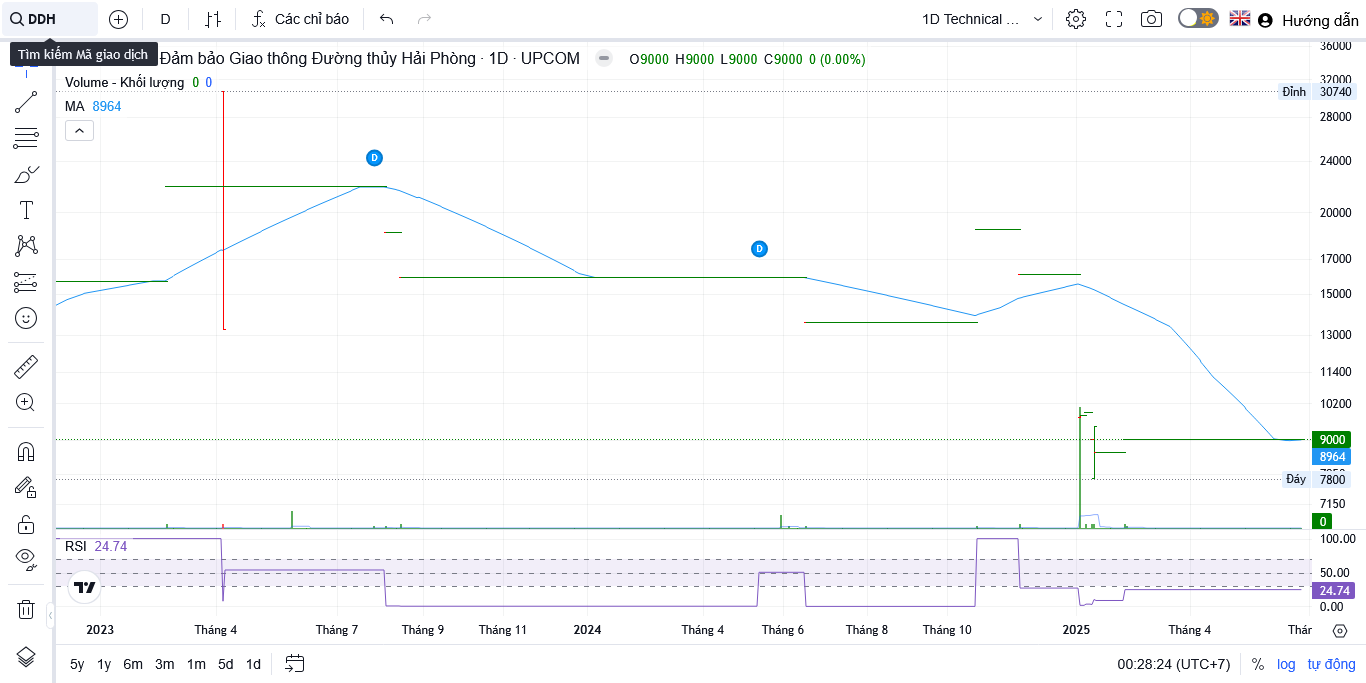 DDH
D
Các chỉ báo
1D Technical ...
Hướng dẫn
Tìm kiếm Mã giao dịch
Đảm bảo Giao thông Đường thủy Hải Phòng · 1D · UPCOM
O9000 H9000 L9000 C9000 0 (0.00%)
Volume - Khối lượng 0 0
MA 8964
D
D
36000
32000
Đỉnh 30740
28000
24000
20000
17000
15000
13000
11400
10200
9000
8964
Đáy 7800
7150
0
RSI 24.74
100.00
50.00
24.74
0.00
2023 Tháng 4 Tháng 7 Tháng 9 Tháng 11 2024 Tháng 4 Tháng 6 Tháng 8 Tháng 10 2025 Tháng 4 Thár
5y 1y 6m 3m 1m 5d 1d
00:28:24 (UTC+7) % log tự động